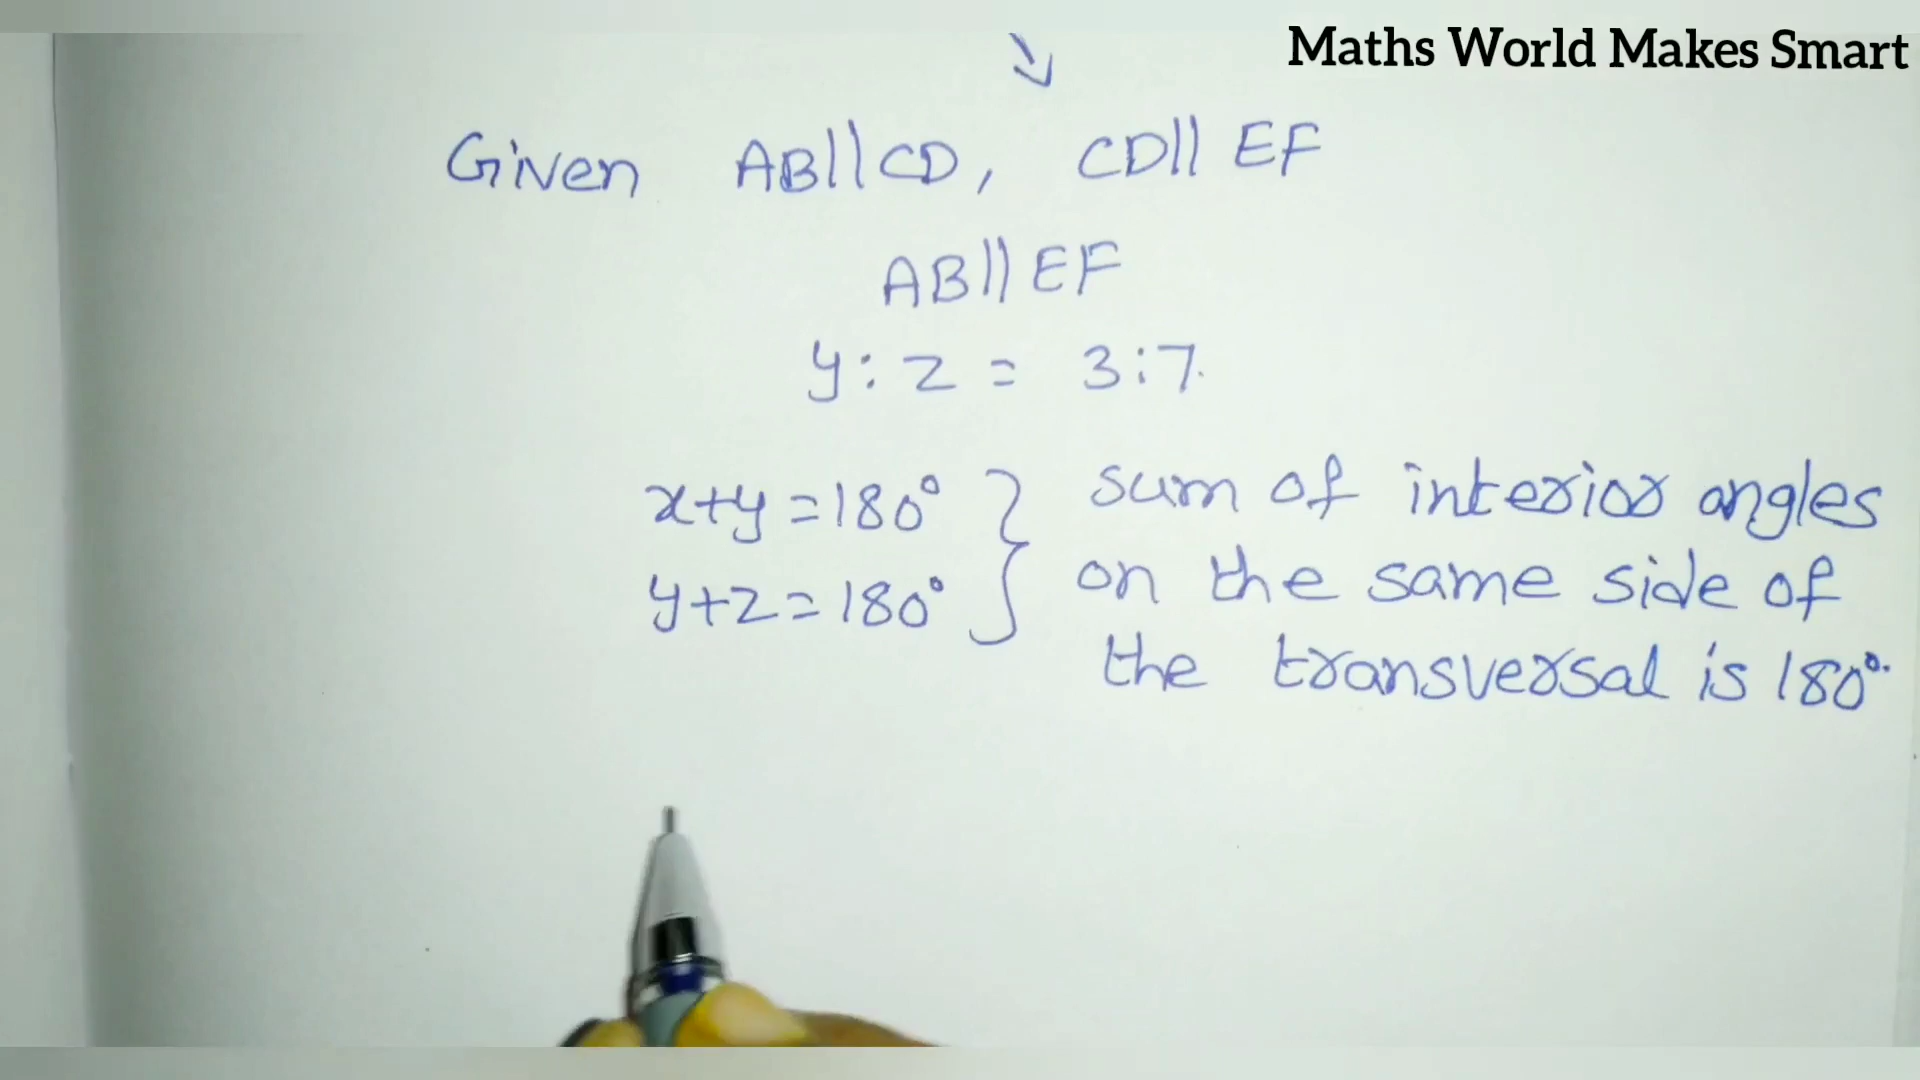 Maths World Makes Smart
Given AB||CD, CD||EF
AB||EF
y:z = 3:7.
x+y=180° } sum of interior angles
y+z=180° on the same side of
the transversal is 180°.